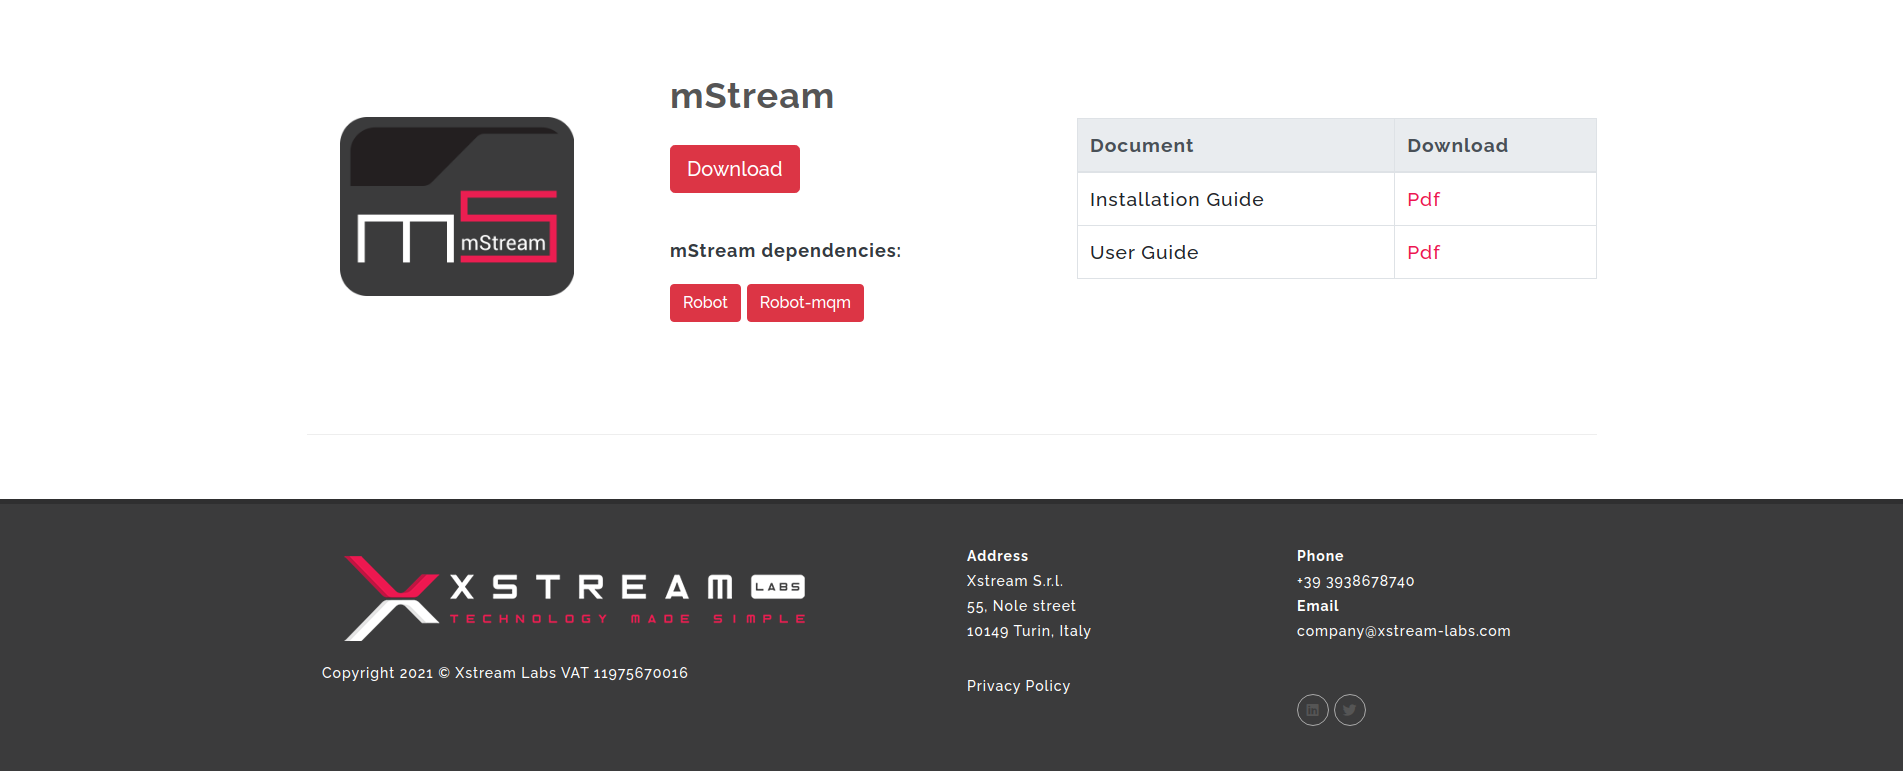 mStream
mStream
Download
mStream dependencies:
Robot Robot-mqm
Document Download
Installation Guide Pdf
User Guide Pdf
XSTREAM LABS
TECHNOLOGY MADE SIMPLE
Copyright 2021 © Xstream Labs VAT 11975670016
Address
Xstream S.r.l.
55, Nole street
10149 Turin, Italy
Privacy Policy
Phone
+39 3938678740
Email
company@xstream-labs.com